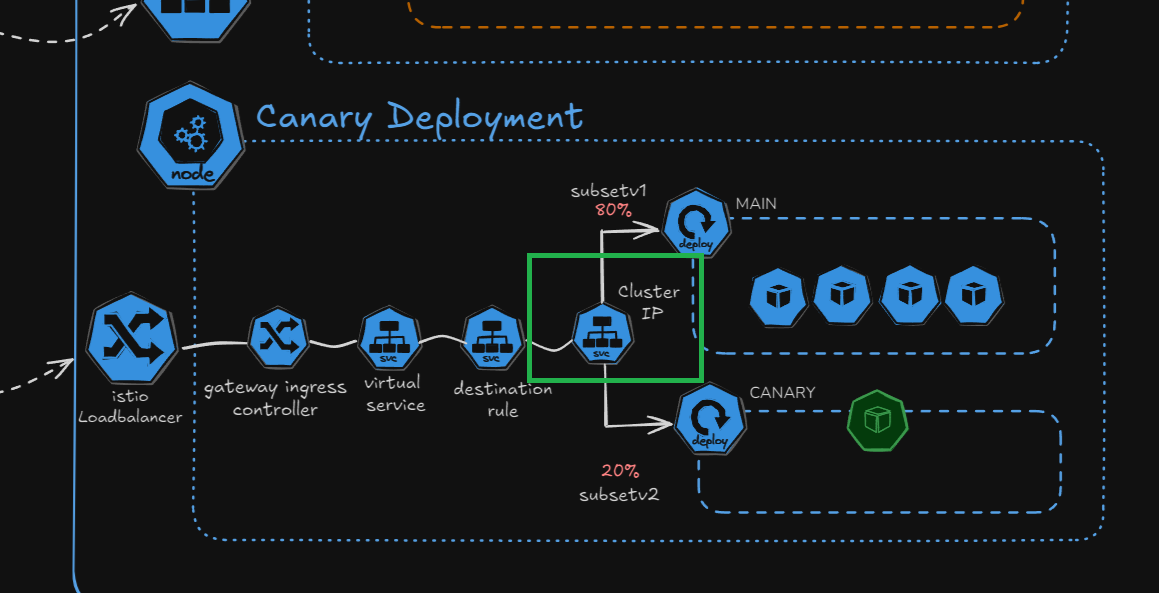 Canary Deployment
node
subsetv1
80%
MAIN
deploy
Cluster
IP
svc
svc
svc
istio
Loadbalancer
gateway ingress
controller
virtual
service
destination
rule
CANARY
deploy
20%
subsetv2